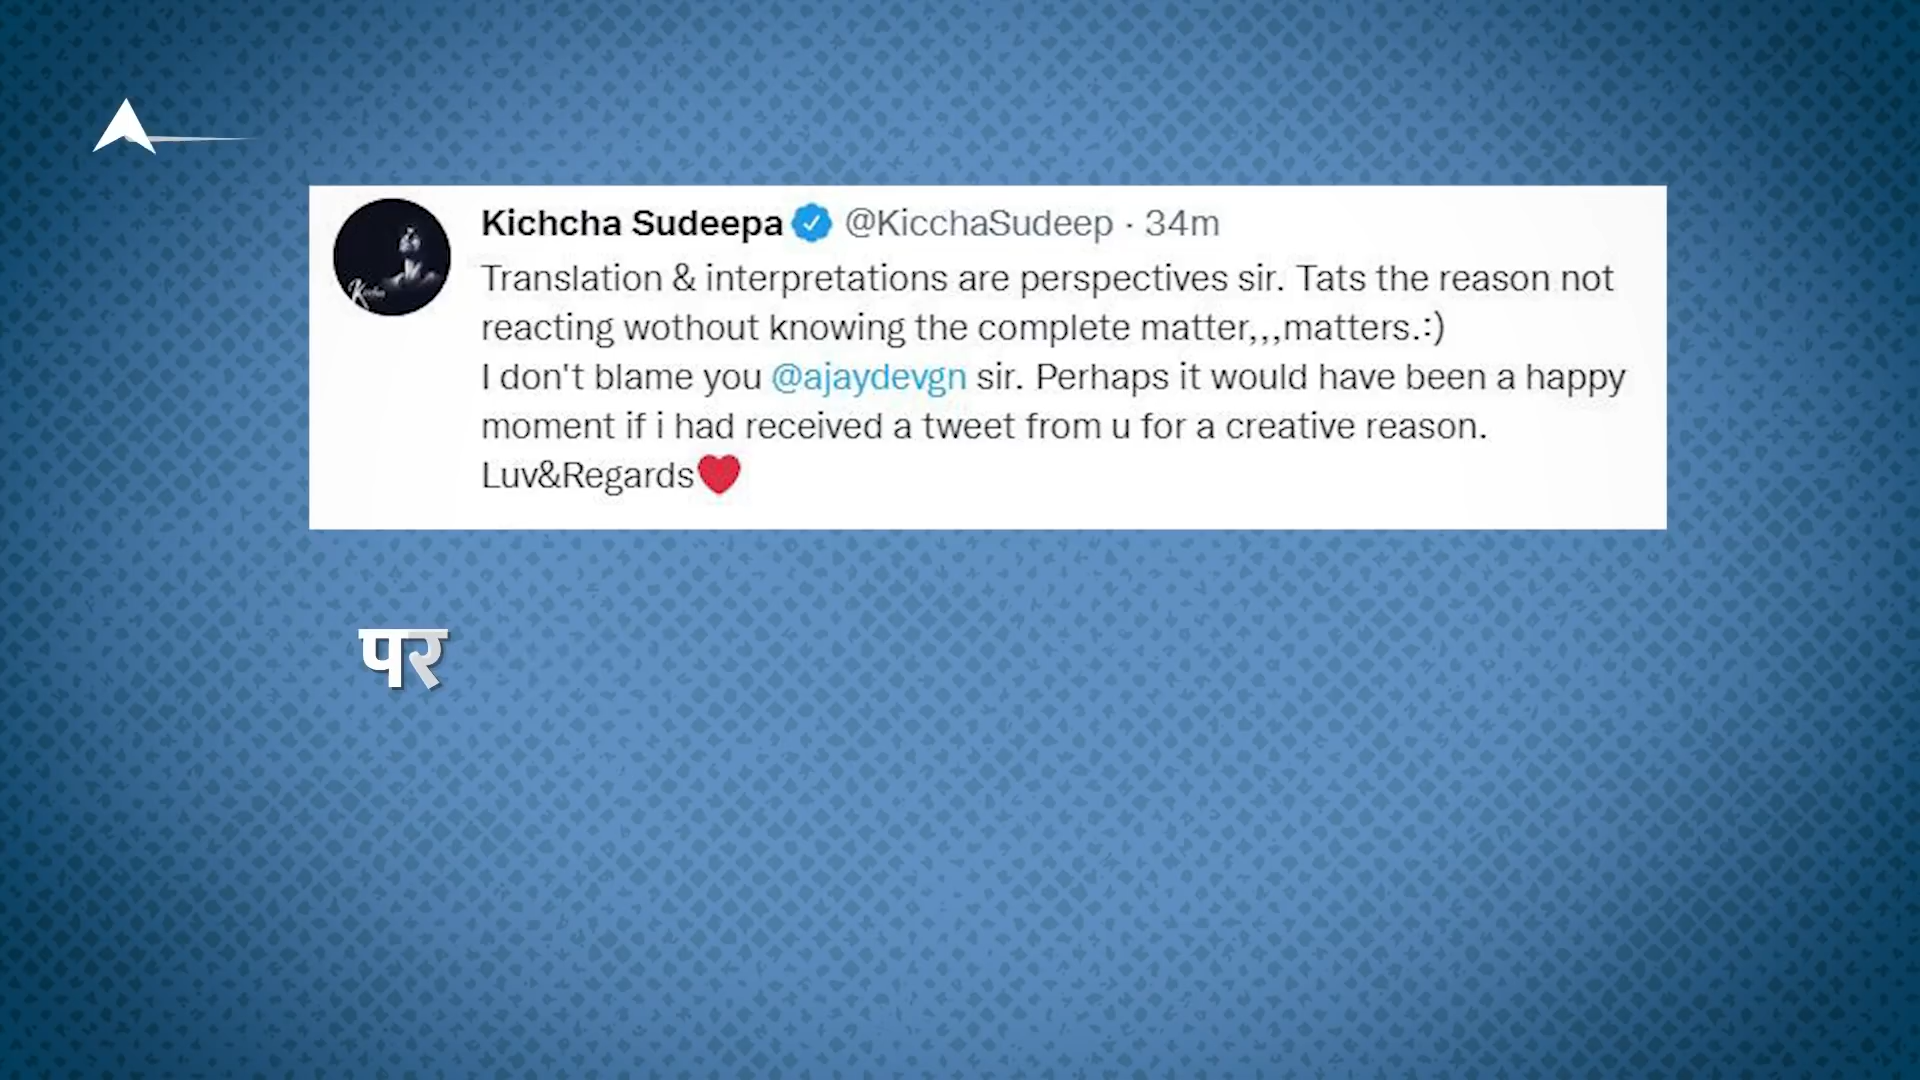 Kichcha Sudeepa @KicchaSudeep · 34m
Translation & interpretations are perspectives sir. Tats the reason not
reacting wothout knowing the complete matter,,,matters.:)
I don't blame you @ajaydevgn sir. Perhaps it would have been a happy
moment if i had received a tweet from u for a creative reason.
Luv&Regards❤
पर